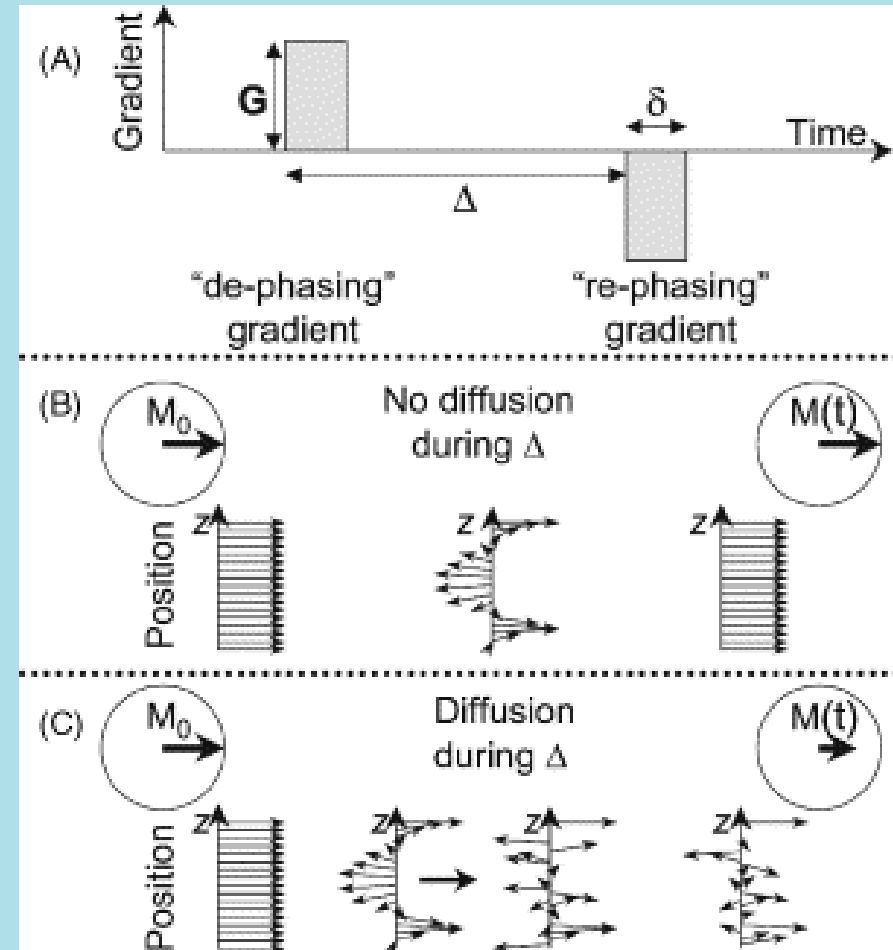 (A)
Gradient
G
δ
Time
Δ
“de-phasing”
gradient
“re-phasing”
gradient
(B)
M₀
No diffusion
during Δ
M(t)
Position
z
z
z
(C)
M₀
Diffusion
during Δ
M(t)
Position
z
z
z
z